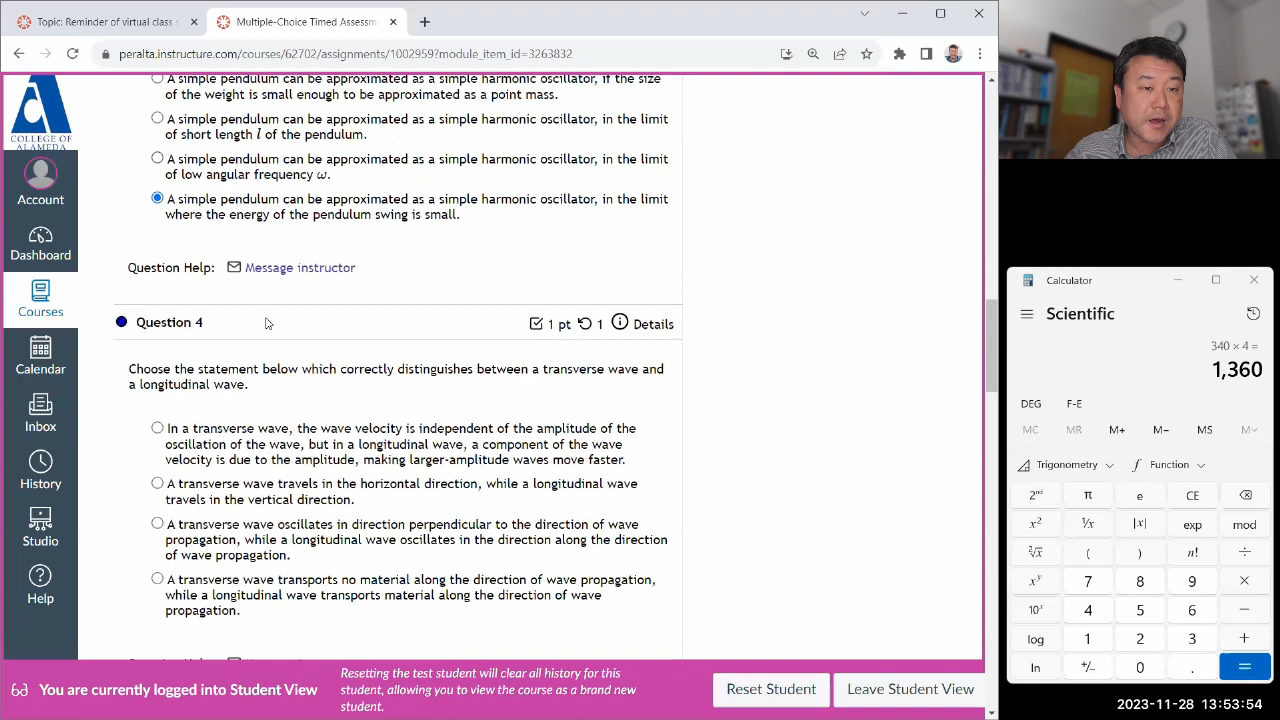 Topic: Reminder of virtual class s
Multiple-Choice Timed Assessm
peralta.instructure.com/courses/62702/assignments/1002959?module_item_id=3263832
COLLEGE OF
ALAMEDA
Account
Dashboard
Courses
Calendar
Inbox
History
Studio
Help
A simple pendulum can be approximated as a simple harmonic oscillator, if the size
of the weight is small enough to be approximated as a point mass.
A simple pendulum can be approximated as a simple harmonic oscillator, in the limit
of short length l of the pendulum.
A simple pendulum can be approximated as a simple harmonic oscillator, in the limit
of low angular frequency ω.
A simple pendulum can be approximated as a simple harmonic oscillator, in the limit
where the energy of the pendulum swing is small.
Question Help: Message instructor
Question 4
1 pt 1 Details
Choose the statement below which correctly distinguishes between a transverse wave and
a longitudinal wave.
In a transverse wave, the wave velocity is independent of the amplitude of the
oscillation of the wave, but in a longitudinal wave, a component of the wave
velocity is due to the amplitude, making larger-amplitude waves move faster.
A transverse wave travels in the horizontal direction, while a longitudinal wave
travels in the vertical direction.
A transverse wave oscillates in direction perpendicular to the direction of wave
propagation, while a longitudinal wave oscillates in the direction along the direction
of wave propagation.
A transverse wave transports no material along the direction of wave propagation,
while a longitudinal wave transports material along the direction of wave
propagation.
You are currently logged into Student View
Resetting the test student will clear all history for this
student, allowing you to view the course as a brand new
student.
Reset Student
Leave Student View
Calculator
Scientific
340 × 4 =
1,360
DEG F-E
MC MR M+ M− MS M˅
Trigonometry Function
2ⁿᵈ π e CE
x² ¹/x |x| exp mod
²√x ( ) n! ÷
xʸ 7 8 9 ×
10ˣ 4 5 6 −
log 1 2 3 +
ln +/− 0 . =
2023-11-28 13:53:54